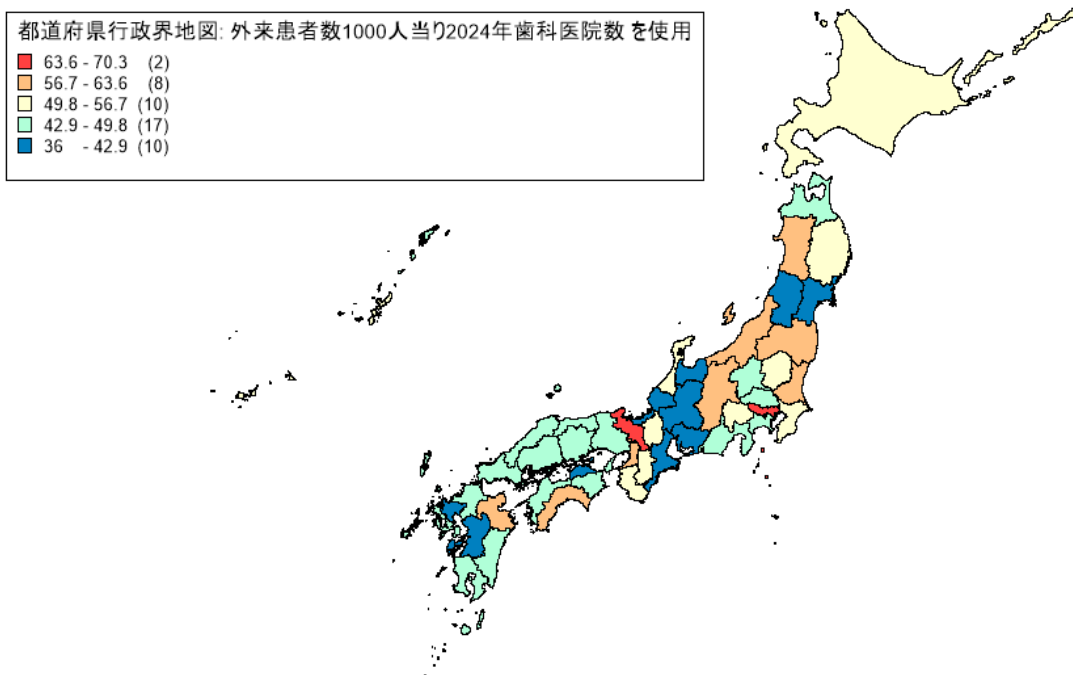 都道府県行政界地図: 外来患者数1000人当り2024年歯科医院数 を使用
63.6 - 70.3 (2)
56.7 - 63.6 (8)
49.8 - 56.7 (10)
42.9 - 49.8 (17)
36 - 42.9 (10)